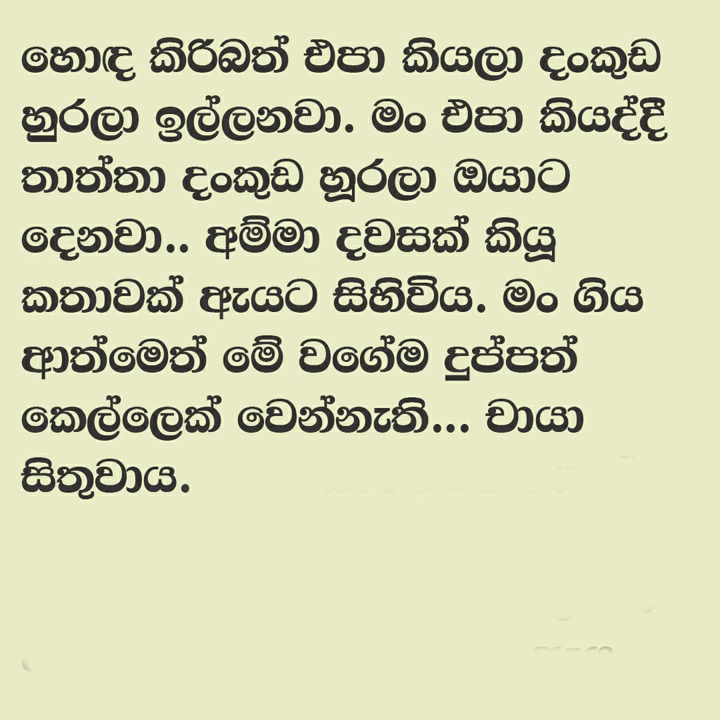 හොඳ කිරිබත් එපා කියලා දංකුඩ
හුරලා ඉල්ලනවා. මං එපා කියද්දී
තාත්තා දංකුඩ හූරලා ඔයාට
දෙනවා.. අම්මා දවසක් කියූ
කතාවක් ඇයට සිහිවිය. මං ගිය
ආත්මෙත් මේ වගේම දුප්පත්
කෙල්ලෙක් වෙන්නැති... චායා
සිතුවාය.